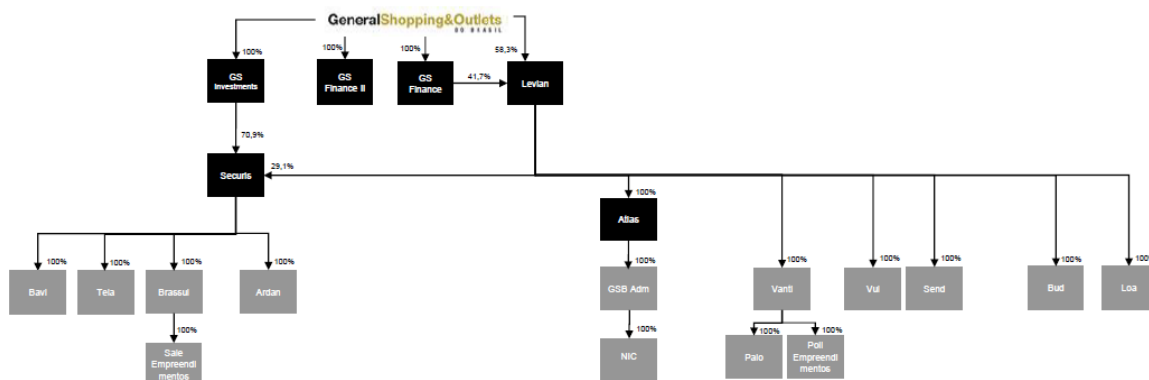 GeneralShopping&Outlets
DO BRASIL
100%
100%
100%
58,3%
GS
Investments
GS
Finance II
GS
Finance
41,7%
Levian
70,9%
Securis
29,1%
100%
Atlas
100%
100%
100%
100%
100%
100%
100%
100%
100%
100%
Bavi
Tela
Brassul
Ardan
GSB Adm
Vanti
Vul
Send
Bud
Loa
100%
100%
100%
100%
Sale
Empreendi
mentos
NIC
Palo
Poli
Empreendi
mentos